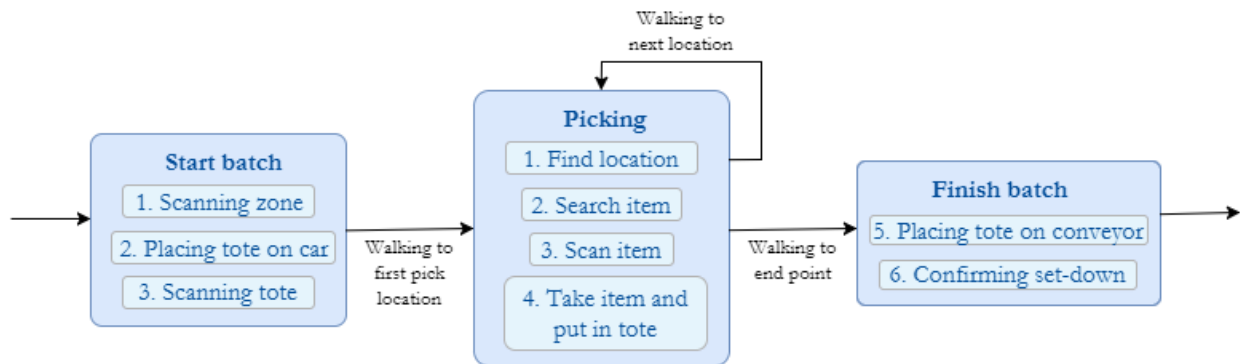 Walking to
next location
Start batch
1. Scanning zone
2. Placing tote on car
3. Scanning tote
Walking to
first pick
location
Picking
1. Find location
2. Search item
3. Scan item
4. Take item and
put in tote
Walking to
end point
Finish batch
5. Placing tote on conveyor
6. Confirming set-down